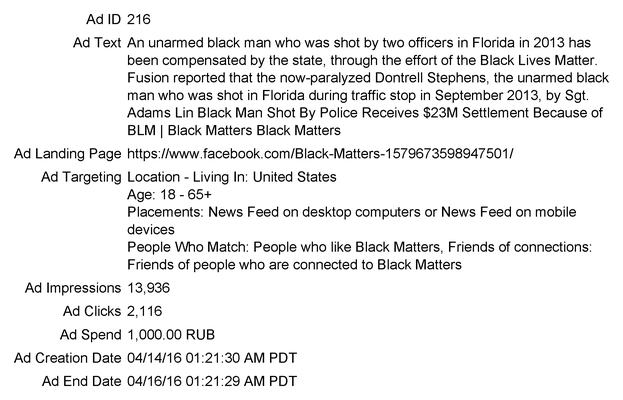 Ad ID 216
Ad Text An unarmed black man who was shot by two officers in Florida in 2013 has
been compensated by the state, through the effort of the Black Lives Matter.
Fusion reported that the now-paralyzed Dontrell Stephens, the unarmed black
man who was shot in Florida during traffic stop in September 2013, by Sgt.
Adams Lin Black Man Shot By Police Receives $23M Settlement Because of
BLM | Black Matters Black Matters
Ad Landing Page https://www.facebook.com/Black-Matters-1579673598947501/
Ad Targeting Location - Living In: United States
Age: 18 - 65+
Placements: News Feed on desktop computers or News Feed on mobile
devices
People Who Match: People who like Black Matters, Friends of connections:
Friends of people who are connected to Black Matters
Ad Impressions 13,936
Ad Clicks 2,116
Ad Spend 1,000.00 RUB
Ad Creation Date 04/14/16 01:21:30 AM PDT
Ad End Date 04/16/16 01:21:29 AM PDT